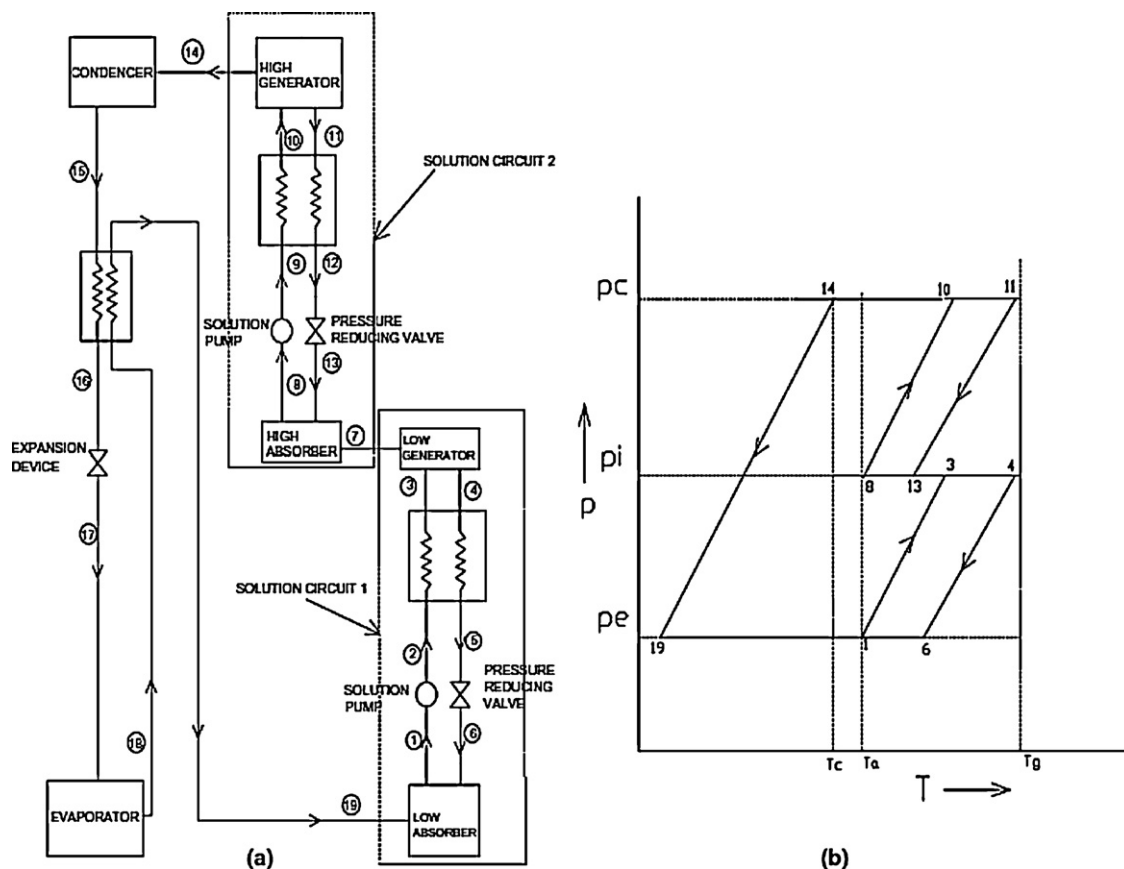 14
CONDENCER
HIGH
GENERATOR
10
11
SOLUTION CIRCUIT 2
15
9
12
SOLUTION
PUMP
PRESSURE
REDUCING VALVE
16
8
13
EXPANSION
DEVICE
HIGH
ABSORBER
7
LOW
GENERATOR
3
4
17
SOLUTION CIRCUIT 1
2
5
SOLUTION
PUMP
PRESSURE
REDUCING
VALVE
18
1
6
EVAPORATOR
19
LOW
ABSORBER
(a)
pc
14
10
11
pi
p
8
13
3
4
pe
19
1
6
Tc
Ta
Tg
T
(b)